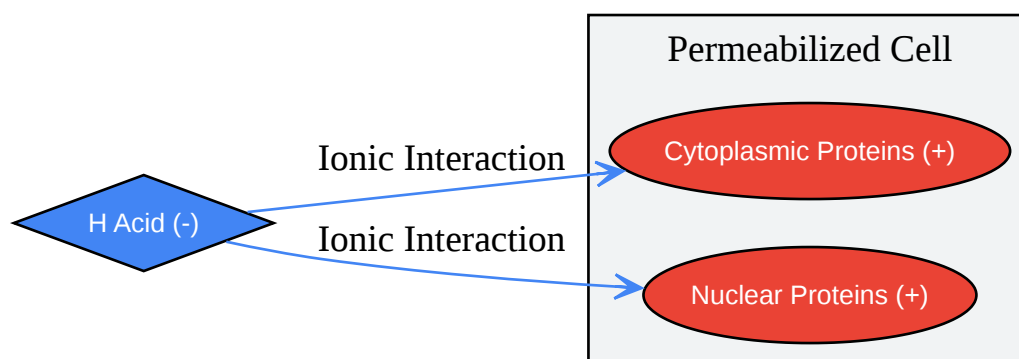 Permeabilized Cell
Ionic Interaction
Cytoplasmic Proteins (+)
H Acid (-)
Ionic Interaction
Nuclear Proteins (+)